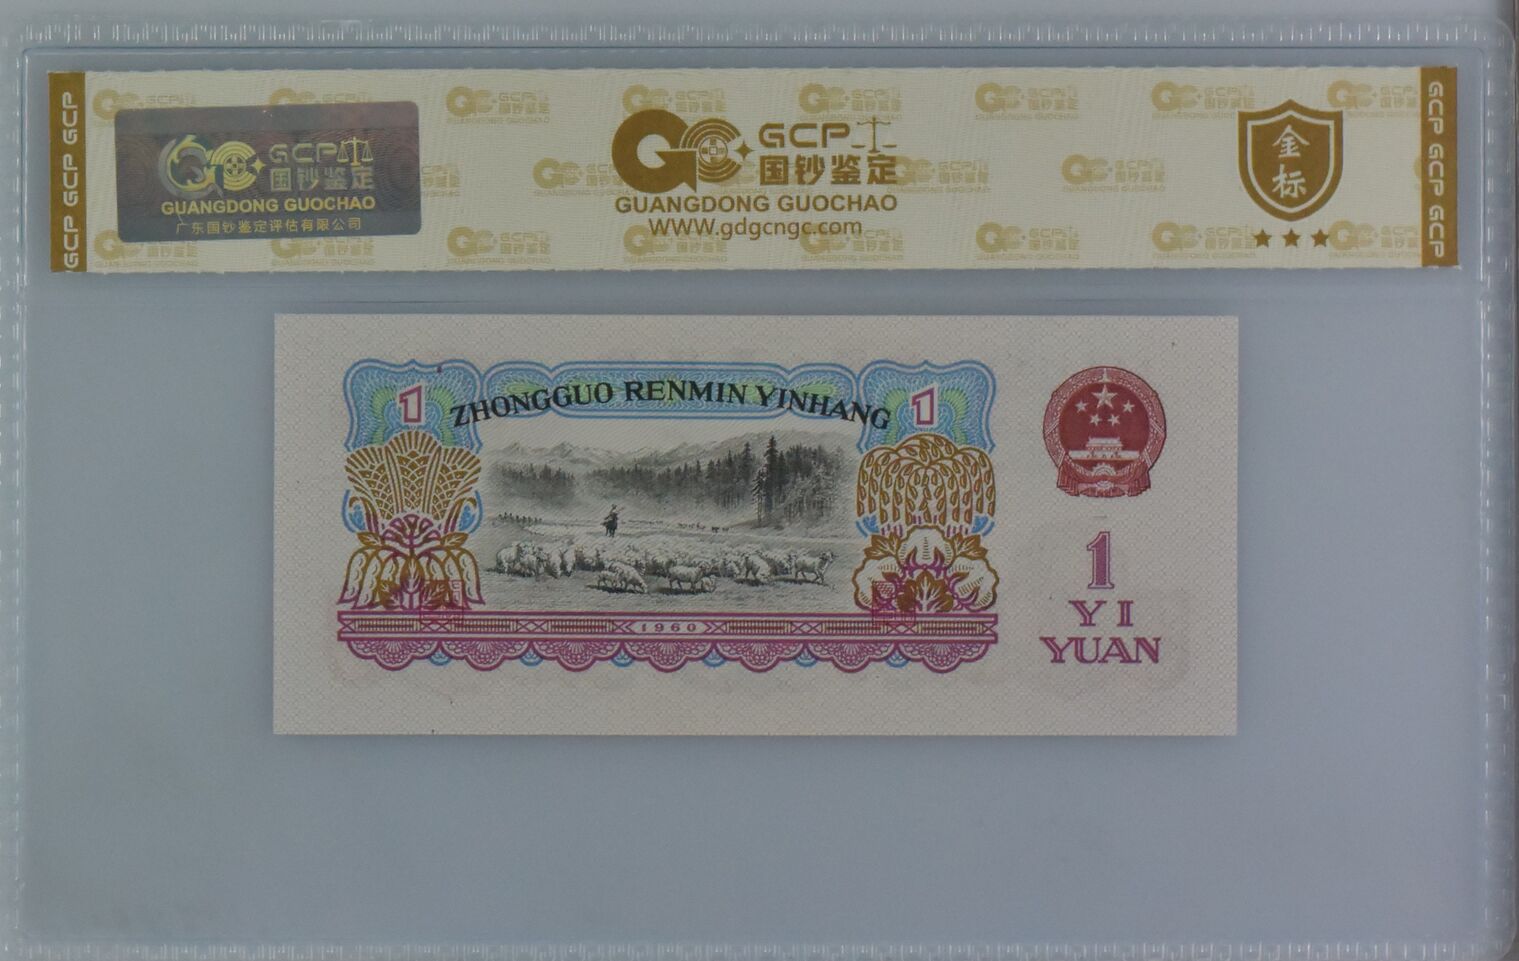 GCP GCP GCP
GCP
国钞鉴定
GUANGDONG GUOCHAO
广东国钞鉴定评估有限公司
GCP
国钞鉴定
GUANGDONG GUOCHAO
WWW.gdgcngc.com
金
标
GCP GCP GCP
1
ZHONGGUO RENMIN YINHANG
1
1960
1
YI
YUAN